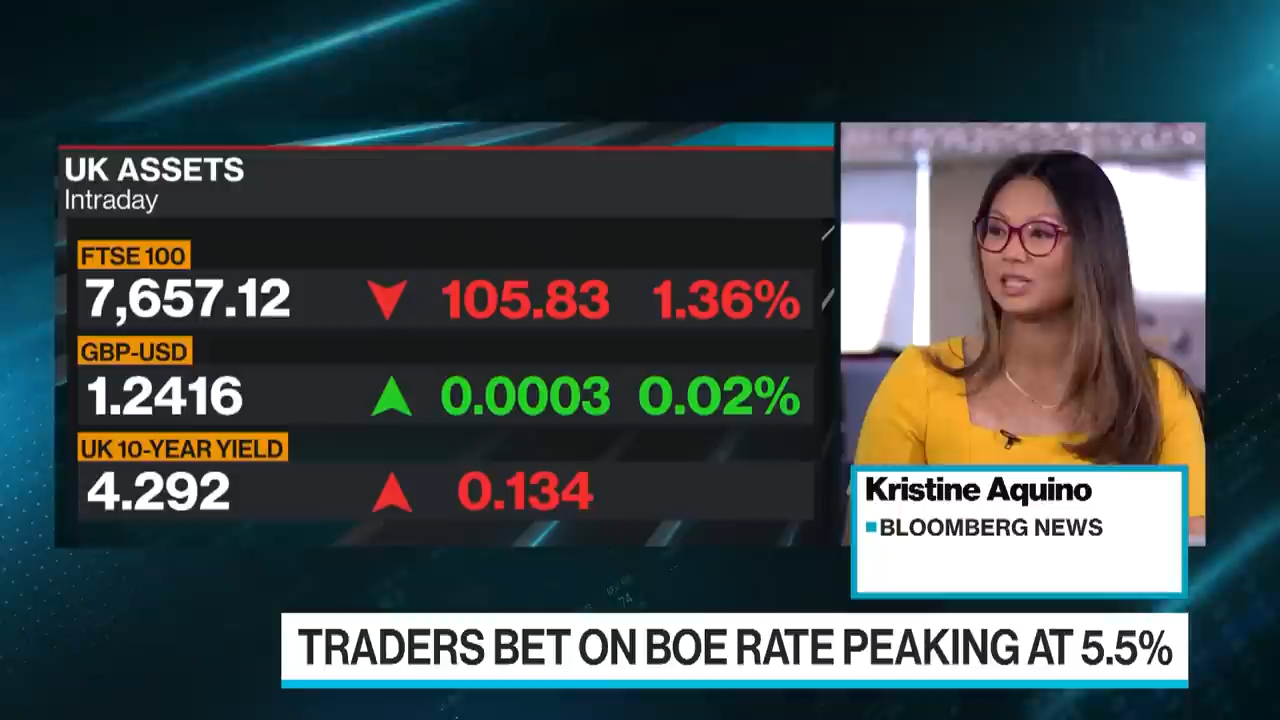 UK ASSETS
Intraday
FTSE 100
7,657.12 105.83 1.36%
GBP-USD
1.2416 0.0003 0.02%
UK 10-YEAR YIELD
4.292 0.134
Kristine Aquino
BLOOMBERG NEWS
74
TRADERS BET ON BOE RATE PEAKING AT 5.5%